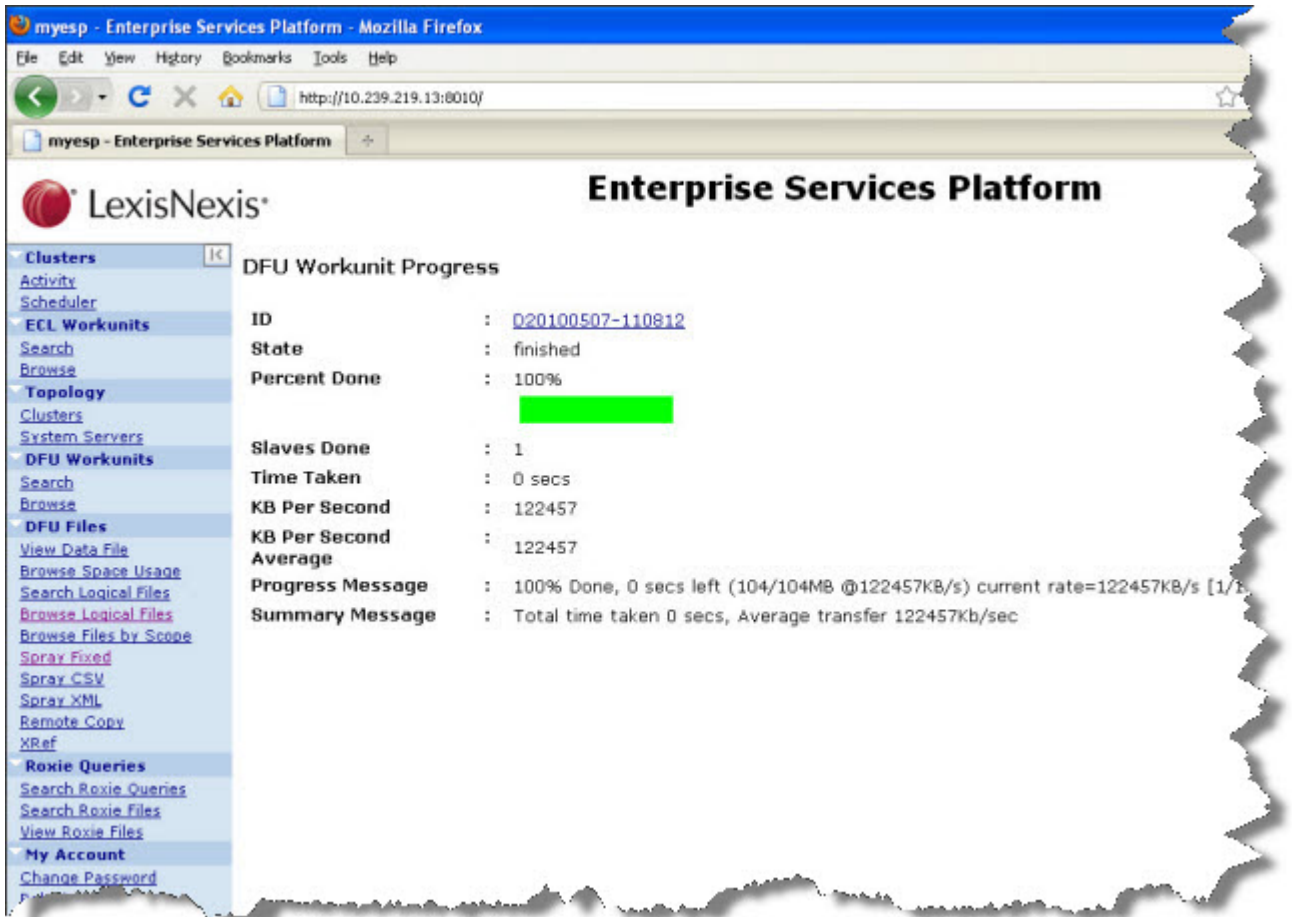 myesp - Enterprise Services Platform - Mozilla Firefox
File Edit View History Bookmarks Tools Help
http://10.239.219.13:8010/
myesp - Enterprise Services Platform
LexisNexis
Enterprise Services Platform
Clusters
Activity
Scheduler
ECL Workunits
Search
Browse
Topology
Clusters
System Servers
DFU Workunits
Search
Browse
DFU Files
View Data File
Browse Space Usage
Search Logical Files
Browse Logical Files
Browse Files by Scope
Spray Fixed
Spray CSV
Spray XML
Remote Copy
XRef
Roxie Queries
Search Roxie Queries
Search Roxie Files
View Roxie Files
My Account
Change Password
DFU Workunit Progress
ID : D20100507-110812
State : finished
Percent Done : 100%
Slaves Done : 1
Time Taken : 0 secs
KB Per Second : 122457
KB Per Second Average : 122457
Progress Message : 100% Done, 0 secs left (104/104MB @122457KB/s) current rate=122457KB/s [1/1
Summary Message : Total time taken 0 secs, Average transfer 122457Kb/sec